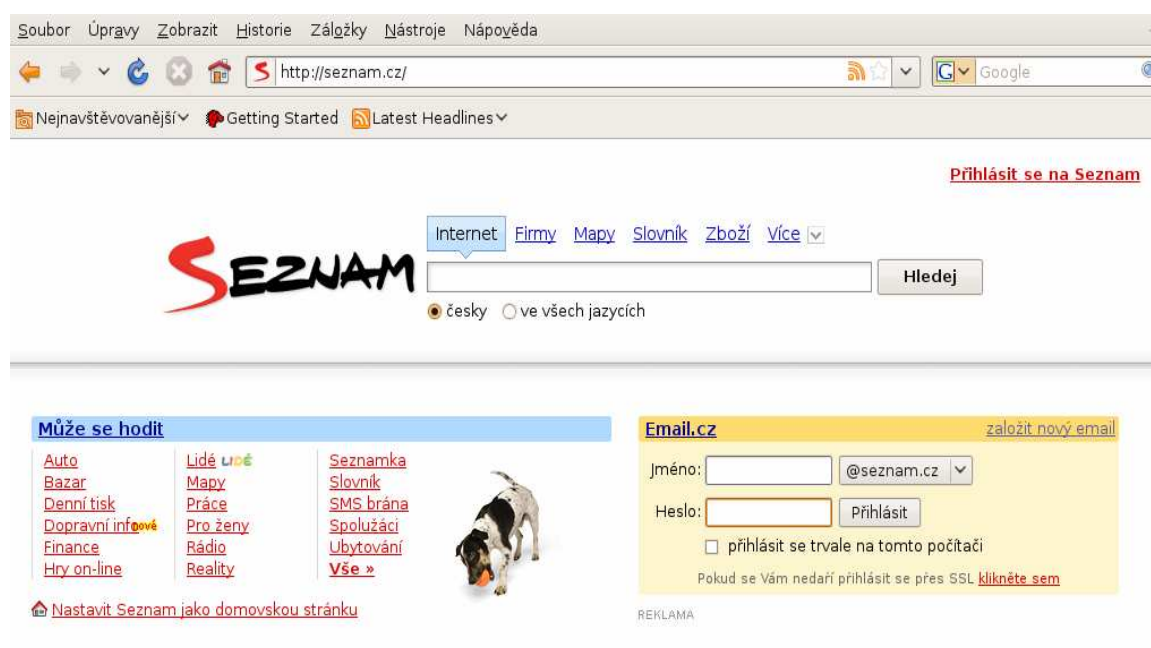 Soubor Úpravy Zobrazit Historie Záložky Nástroje Nápověda
http://seznam.cz/ Google
Nejnavštěvovanější Getting Started Latest Headlines
Přihlásit se na Seznam
Internet Firmy Mapy Slovník Zboží Více
SEZNAM
Hledej
česky ve všech jazycích
Může se hodit
Auto Lidé LIDÉ Seznamka
Bazar Mapy Slovník
Denní tisk Práce SMS brána
Dopravní inf nové Pro ženy Spolužáci
Finance Rádio Ubytování
Hry on-line Reality Vše »
Nastavit Seznam jako domovskou stránku
Email.cz založit nový email
Jméno: @seznam.cz
Heslo: Přihlásit
přihlásit se trvale na tomto počítači
Pokud se Vám nedaří přihlásit se přes SSL klikněte sem
REKLAMA